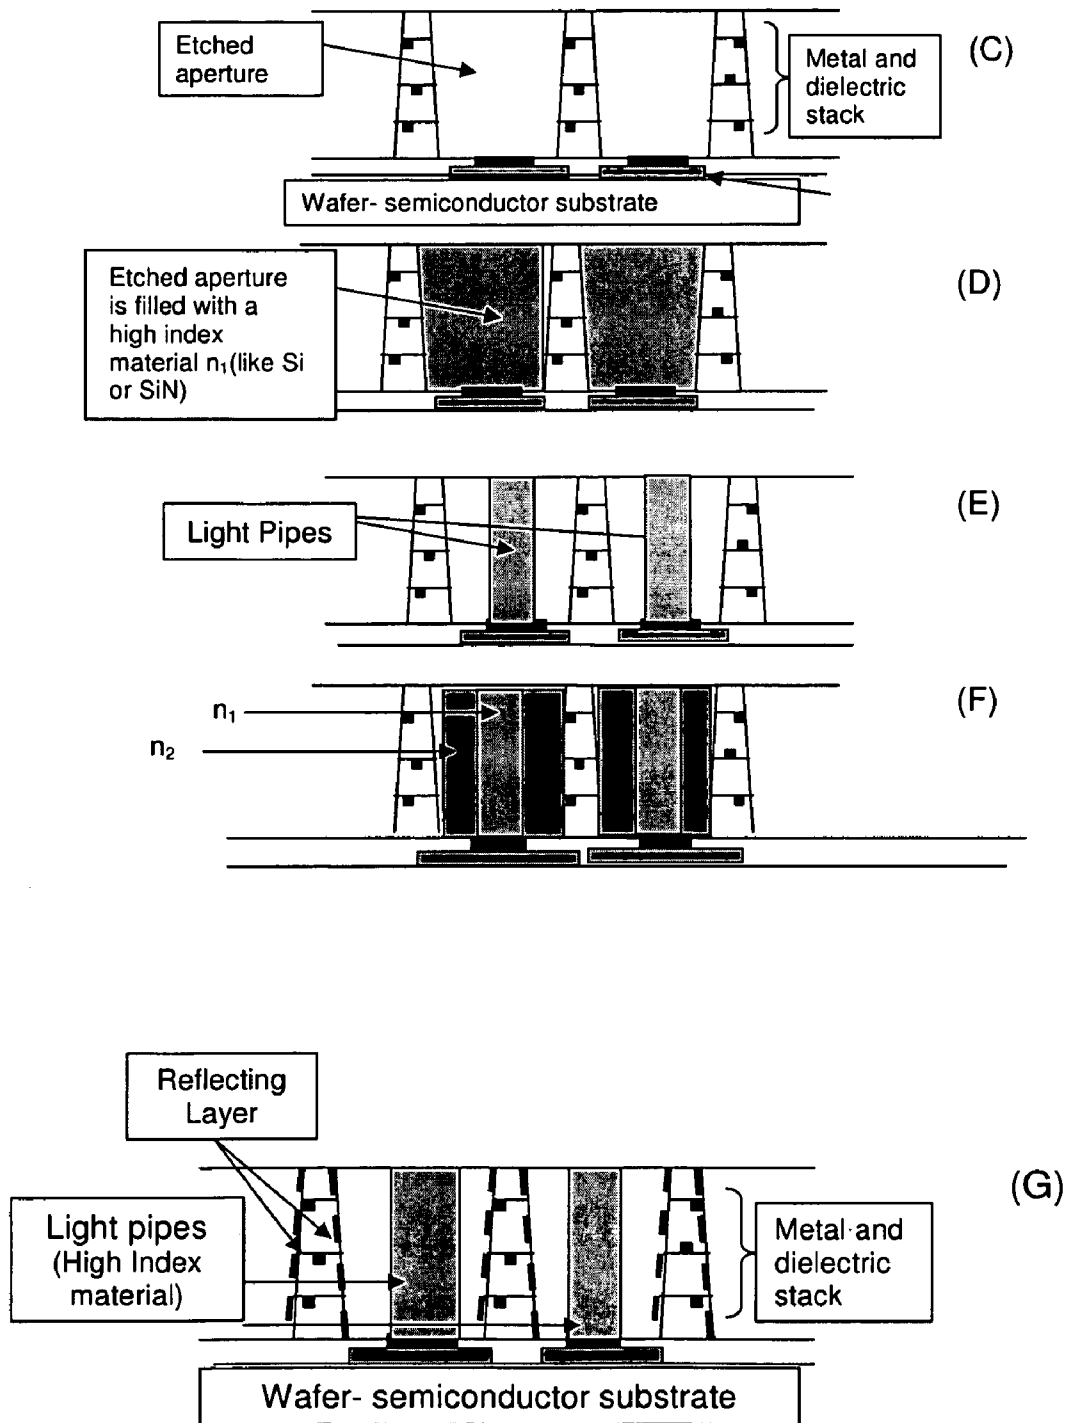 Etched
aperture
(C)
Metal and
dielectric
stack
Wafer- semiconductor substrate
Etched aperture
is filled with a
high index
material n₁(like Si
or SiN)
(D)
(E)
Light Pipes
n₁
(F)
n₂
Reflecting
Layer
(G)
Light pipes
(High Index
material)
Metal and
dielectric
stack
Wafer- semiconductor substrate